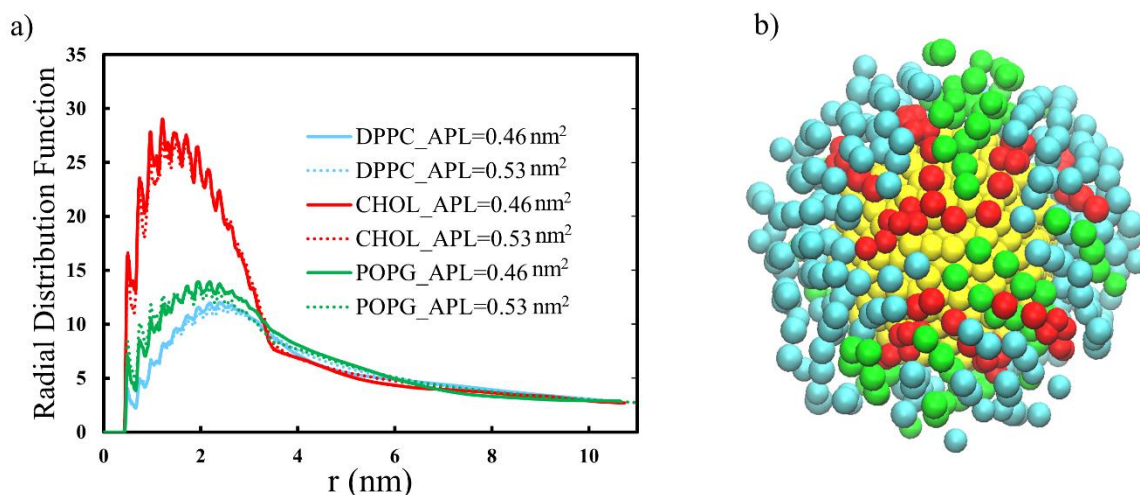 a)
b)
Radial Distribution Function
35
30
25
20
15
10
5
0
DPPC_APL=0.46 nm²
DPPC_APL=0.53 nm²
CHOL_APL=0.46 nm²
CHOL_APL=0.53 nm²
POPG_APL=0.46 nm²
POPG_APL=0.53 nm²
0 2 4 6 8 10
r (nm)